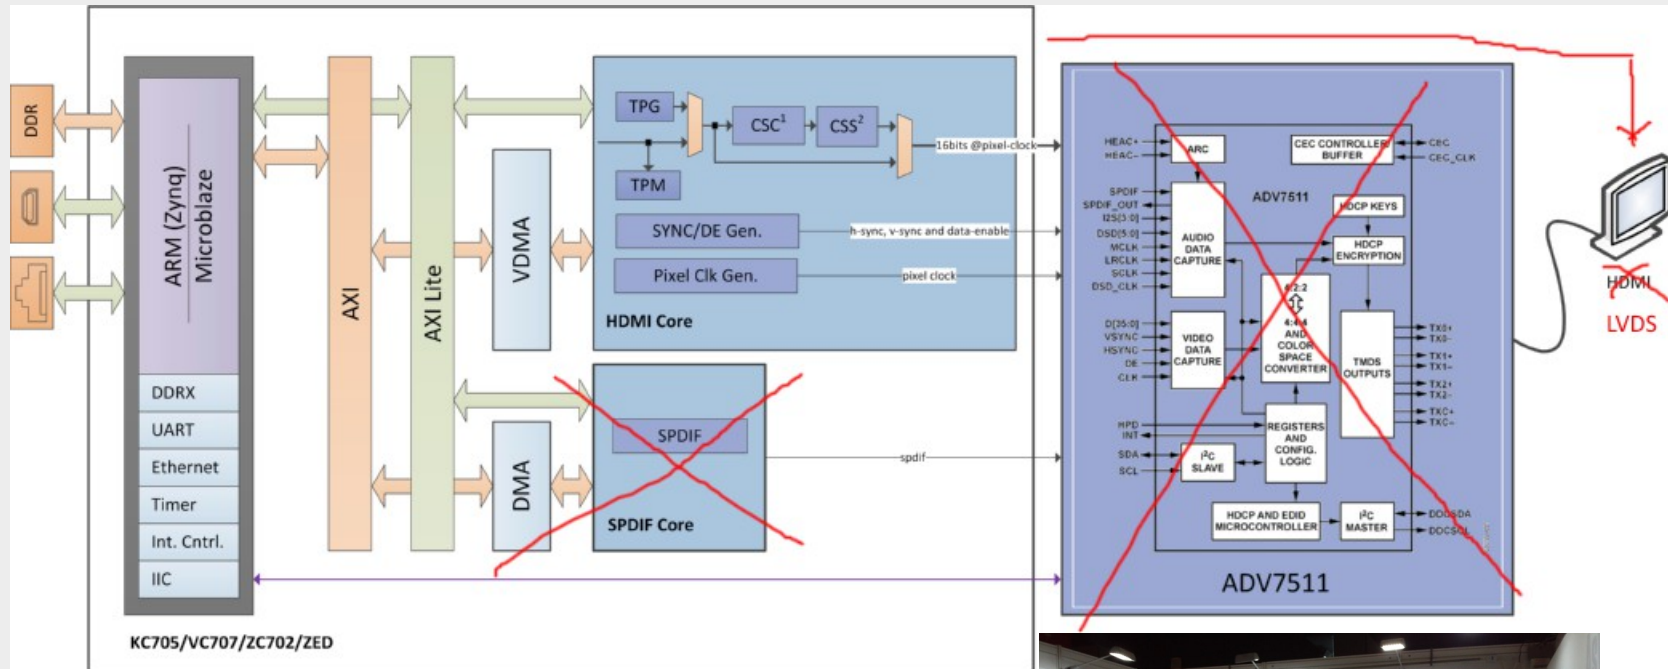 DDR
ARM (Zynq)
Microblaze
DDRX
UART
Ethernet
Timer
Int. Cntrl.
IIC
KC705/VC707/ZC702/ZED
AXI
AXI Lite
VDMA
DMA
TPG
TPM
CSC1
CSS2
16bits @pixel-clock
SYNC/DE Gen.
h-sync, v-sync and data-enable
Pixel Clk Gen.
pixel clock
HDMI Core
SPDIF
spdif
SPDIF Core
HEAC+
HEAC-
ARC
CEC CONTROLLER/
BUFFER
CEC
CEC_CLK
ADV7511
SPDIF
SPDIF_OUT
I2S[3:0]
DSD[5:0]
MCLK
LRCLK
SCLK
DSD_CLK
AUDIO
DATA
CAPTURE
HDCP KEYS
HDCP
ENCRYPTION
4:2:2
4:4:4
AND
COLOR
SPACE
CONVERTER
D[35:0]
VSYNC
HSYNC
DE
CLK
VIDEO
DATA
CAPTURE
TMDS
OUTPUTS
TX0+
TX0-
TX1+
TX1-
TX2+
TX2-
TXC+
TXC-
HPD
INT
SDA
SCL
I2C
SLAVE
REGISTERS
AND
CONFIG.
LOGIC
HDCP AND EDID
MICROCONTROLLER
I2C
MASTER
DDCSDA
DDCSCL
ADV7511
HDMI
LVDS